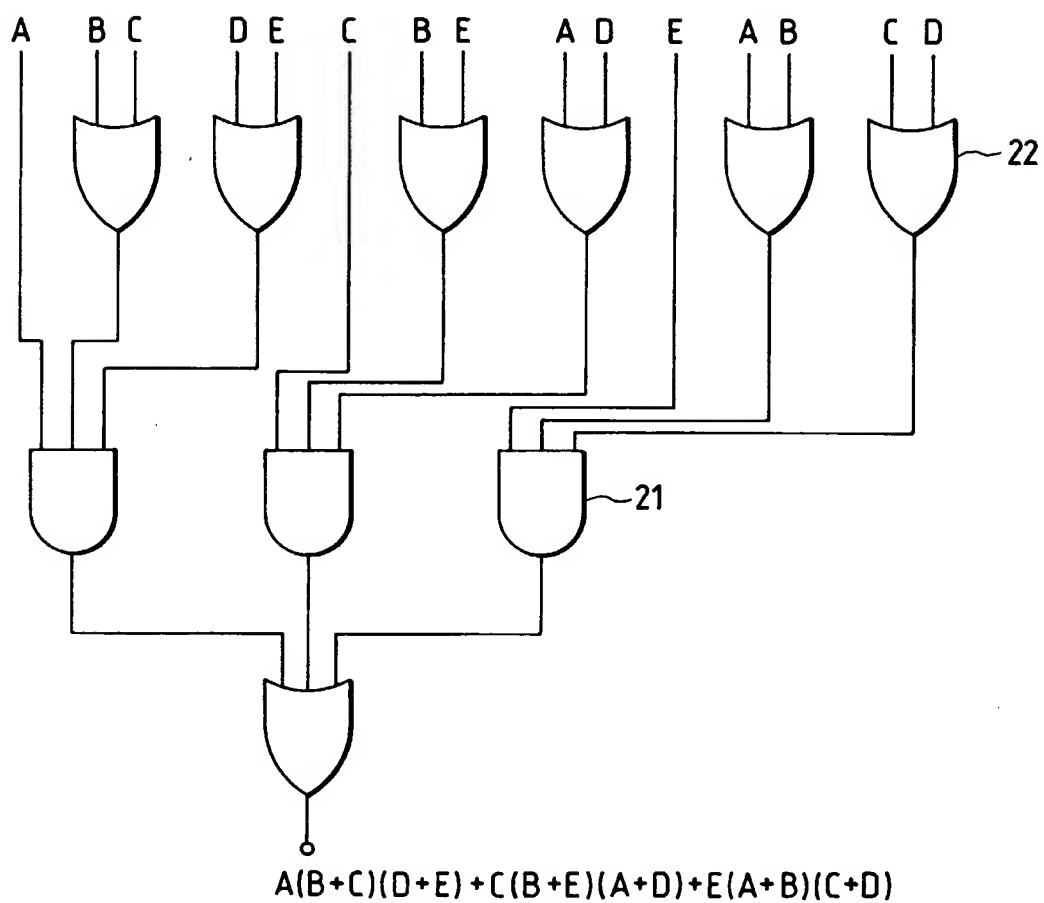 A B C D E C B E A D E A B C D
22
21
A(B+C)(D+E)+C(B+E)(A+D)+E(A+B)(C+D)